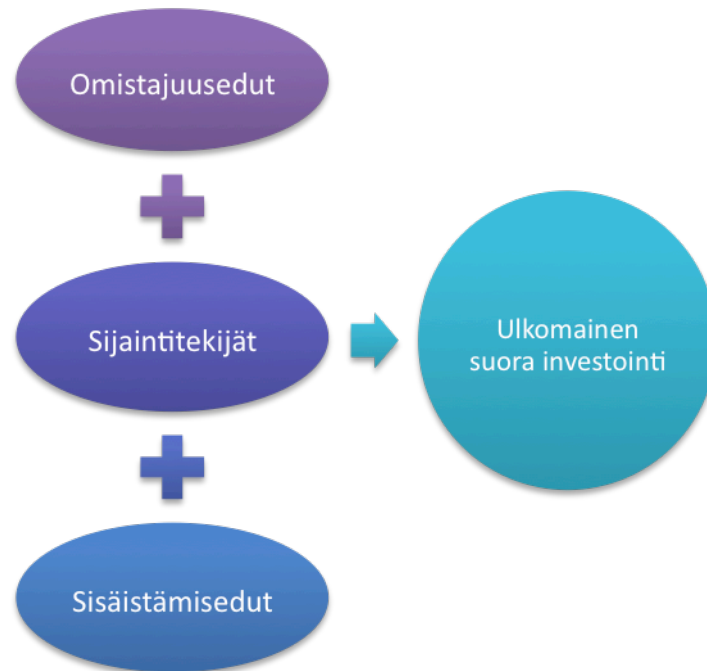 Omistajuusedut
Sijaintitekijät
Sisäistämisedut
Ulkomainen
suora investointi